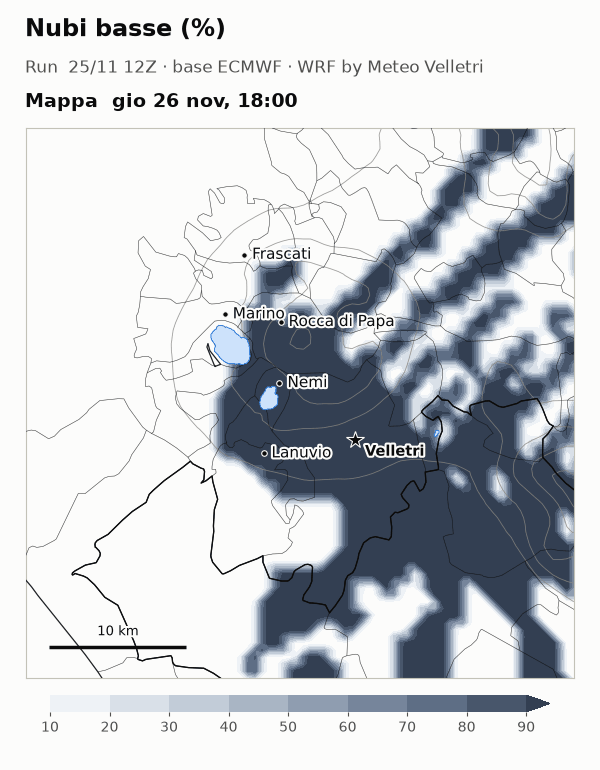 Nubi basse (%)
Run  25/11 12Z · base ECMWF · WRF by Meteo Velletri
Mappa  gio 26 nov, 18:00
Frascati
Marino
Rocca di Papa
Nemi
Velletri
Lanuvio
10 km
10 20 30 40 50 60 70 80 90